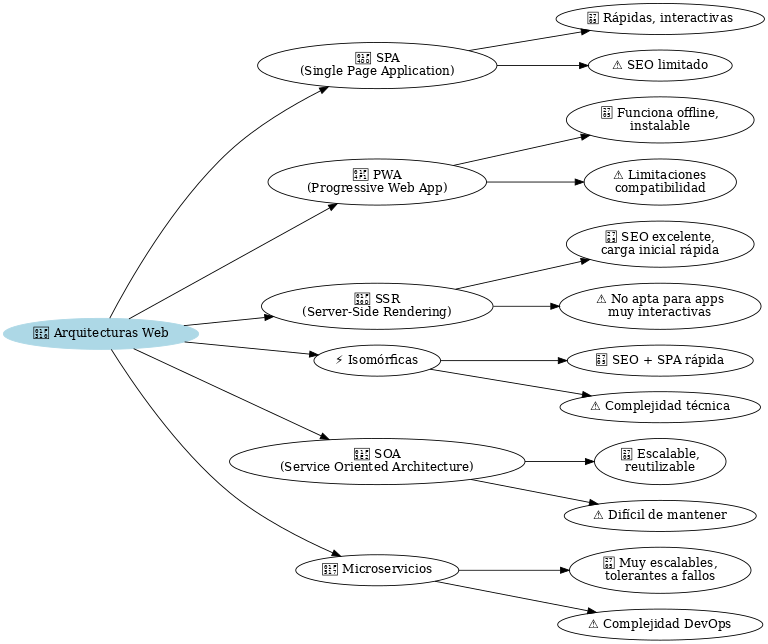 Arquitecturas Web
SPA
(Single Page Application)
Rápidas, interactivas
⚠ SEO limitado
PWA
(Progressive Web App)
Funciona offline,
instalable
⚠ Limitaciones
compatibilidad
SSR
(Server-Side Rendering)
SEO excelente,
carga inicial rápida
⚠ No apta para apps
muy interactivas
⚡ Isomórficas
SEO + SPA rápida
⚠ Complejidad técnica
SOA
(Service Oriented Architecture)
Escalable,
reutilizable
⚠ Difícil de mantener
Microservicios
Muy escalables,
tolerantes a fallos
⚠ Complejidad DevOps